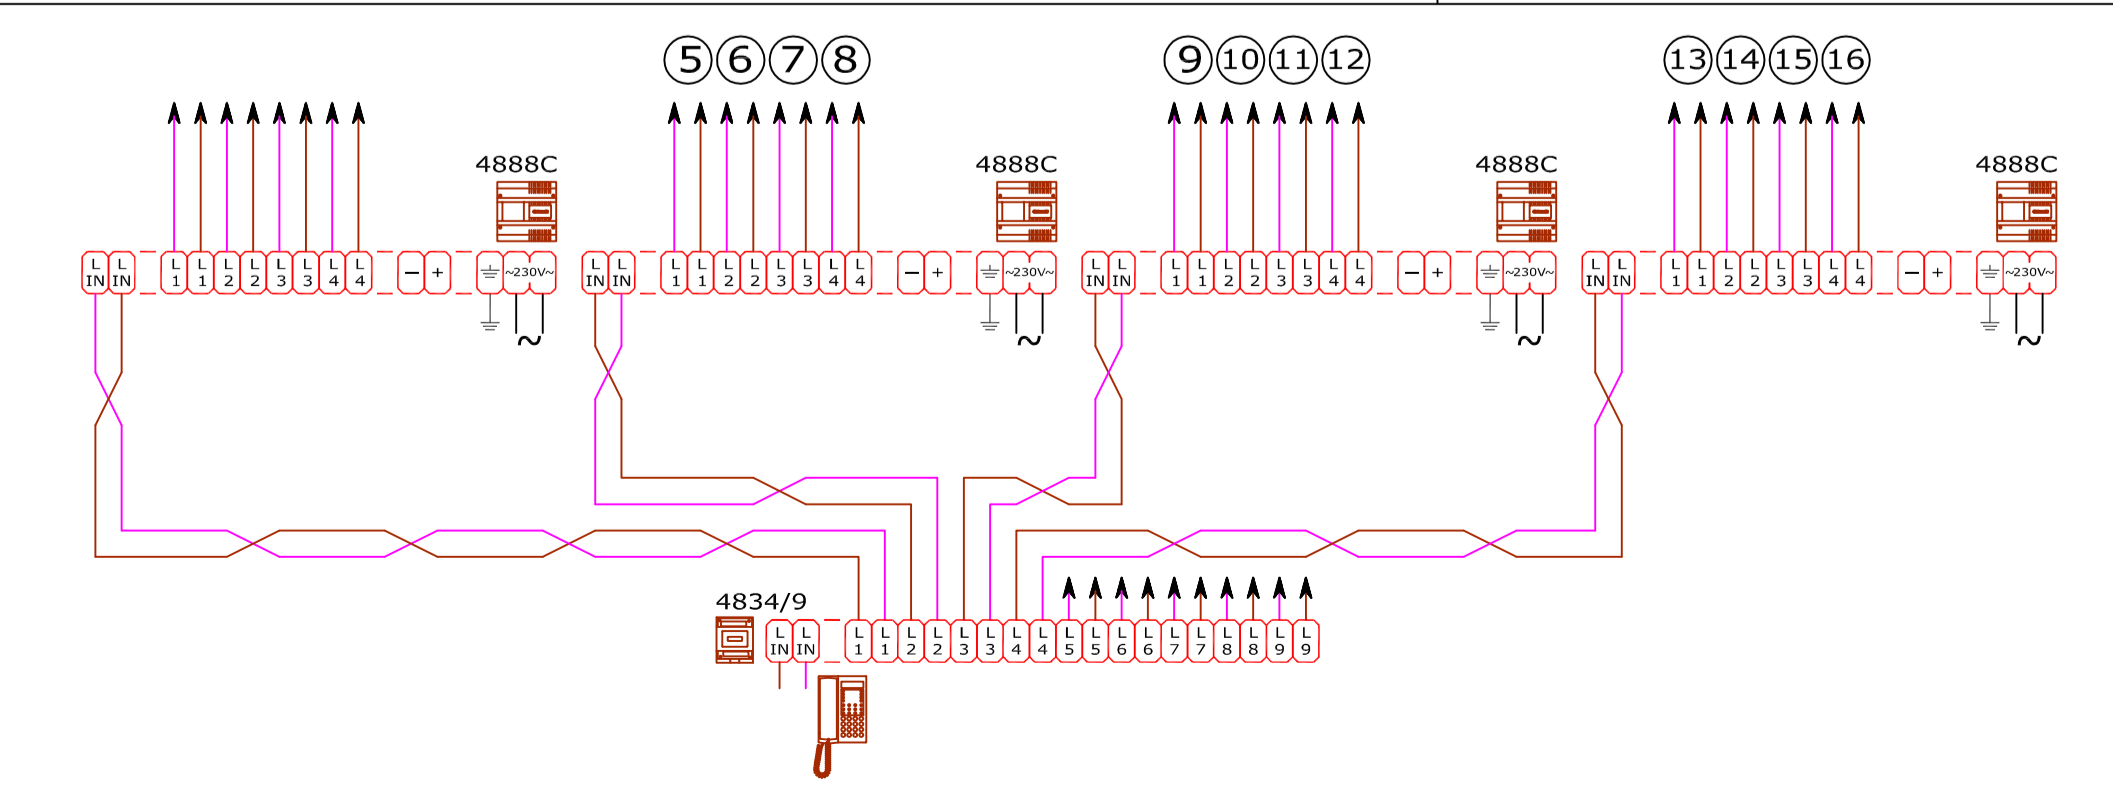 5 6 7 8 9 10 11 12 13 14 15 16
4888C 4888C 4888C 4888C
L L L L L L L L L L
IN IN 1 1 2 2 3 3 4 4 − + ~230V~
L L L L L L L L L L
IN IN 1 1 2 2 3 3 4 4 − + ~230V~
L L L L L L L L L L
IN IN 1 1 2 2 3 3 4 4 − + ~230V~
L L L L L L L L L L
IN IN 1 1 2 2 3 3 4 4 − + ~230V~
~ ~ ~ ~
4834/9
L L L L L L L L L L L L L L L L L L L L
IN IN 1 1 2 2 3 3 4 4 5 5 6 6 7 7 8 8 9 9